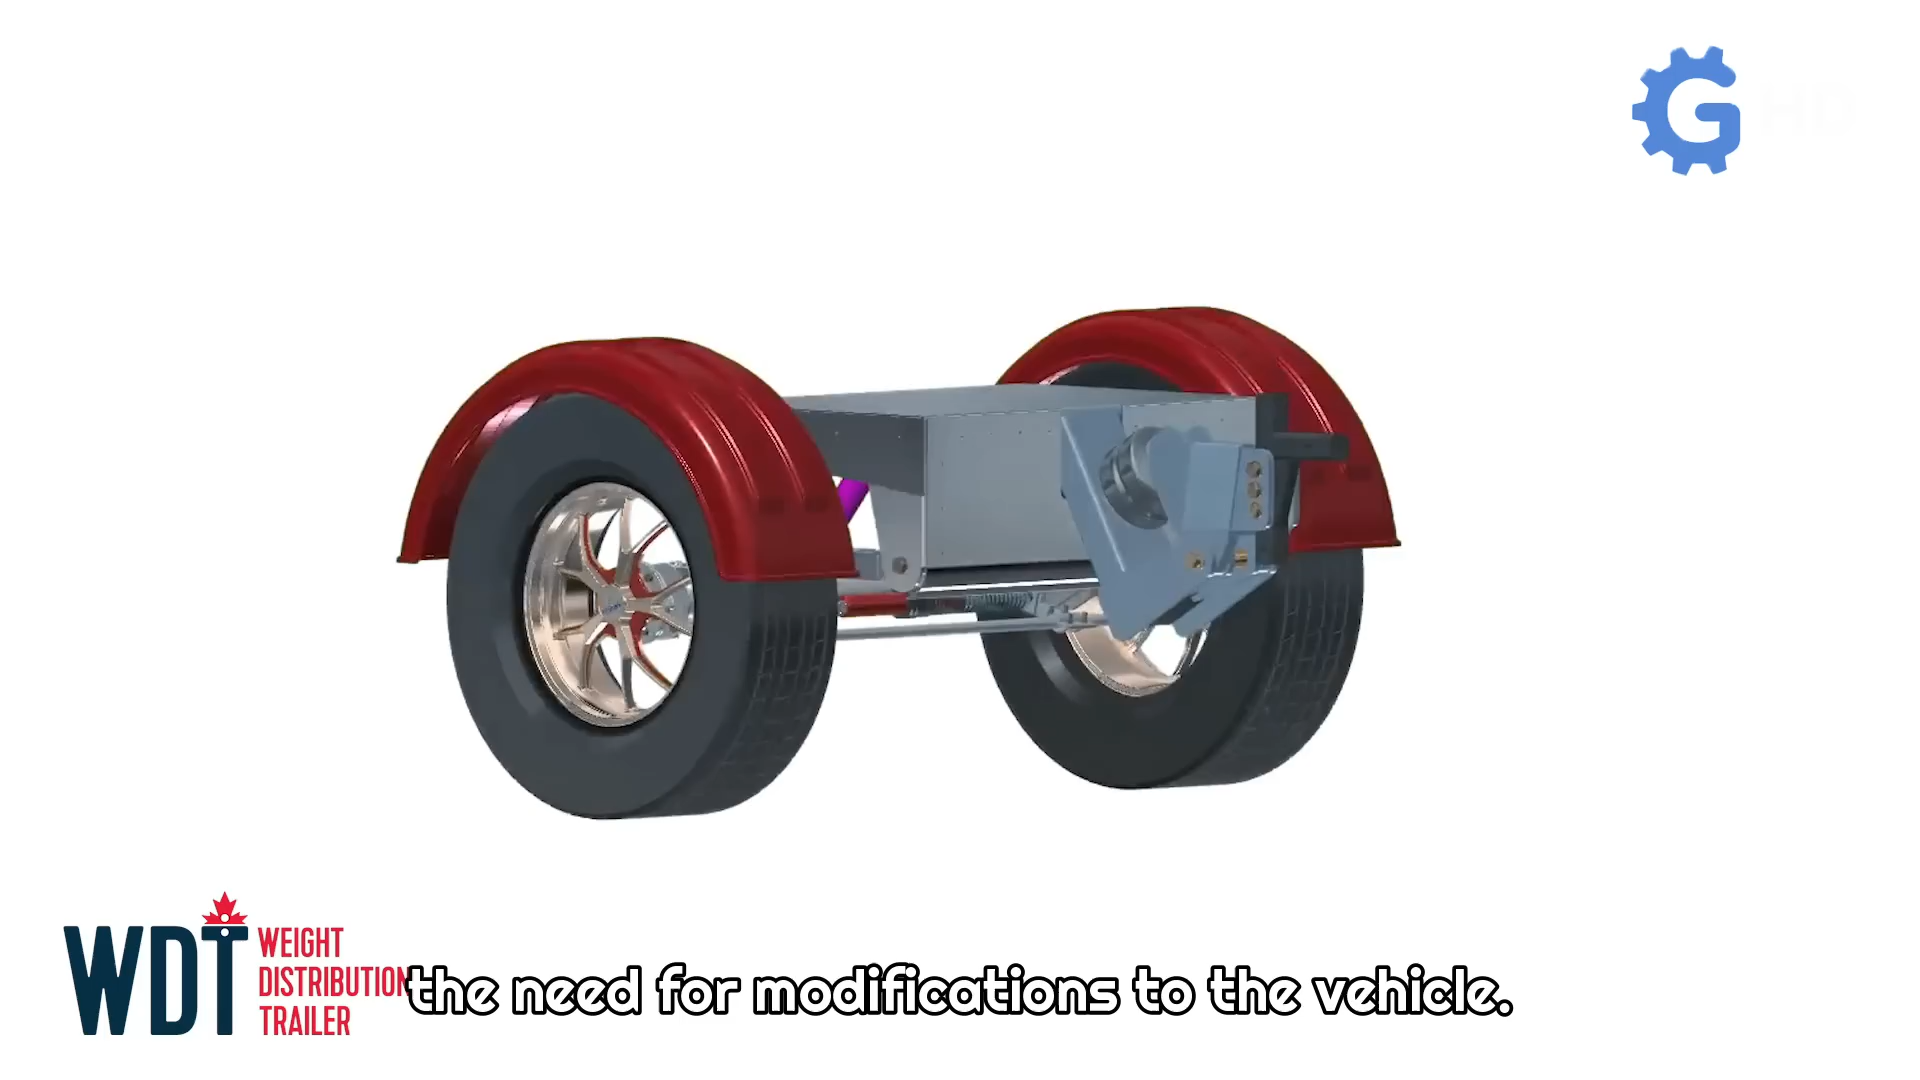 G
WDT
WEIGHT
DISTRIBUTION
TRAILER
the need for modifications to the vehicle.